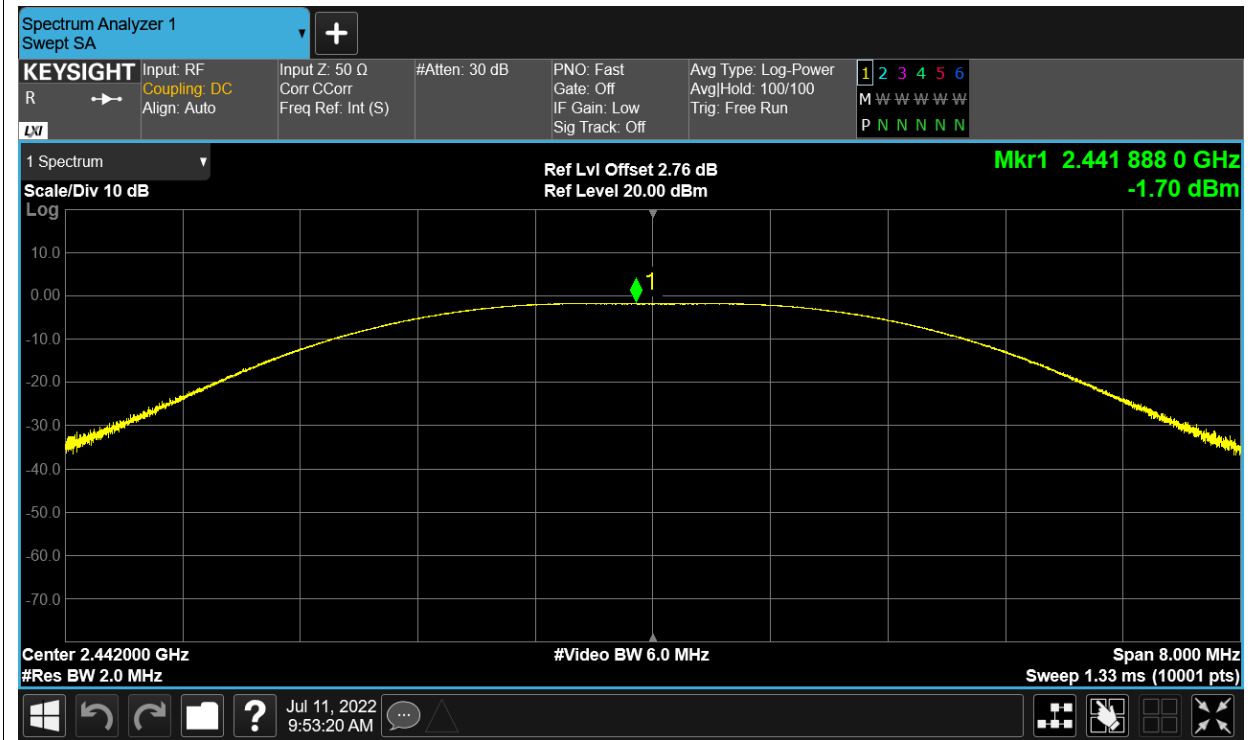 Spectrum Analyzer 1
Swept SA
+
KEYSIGHT
R
LXI
Input: RF
Coupling: DC
Align: Auto
Input Z: 50 Ω
Corr CCorr
Freq Ref: Int (S)
#Atten: 30 dB
PNO: Fast
Gate: Off
IF Gain: Low
Sig Track: Off
Avg Type: Log-Power
Avg|Hold: 100/100
Trig: Free Run
1 2 3 4 5 6
M W W W W W
P N N N N N
1 Spectrum
Scale/Div 10 dB
Ref Lvl Offset 2.76 dB
Ref Level 20.00 dBm
Mkr1 2.441 888 0 GHz
-1.70 dBm
Log
10.0
0.00
-10.0
-20.0
-30.0
-40.0
-50.0
-60.0
-70.0
1
Center 2.442000 GHz
#Res BW 2.0 MHz
#Video BW 6.0 MHz
Span 8.000 MHz
Sweep 1.33 ms (10001 pts)
?
Jul 11, 2022
9:53:20 AM